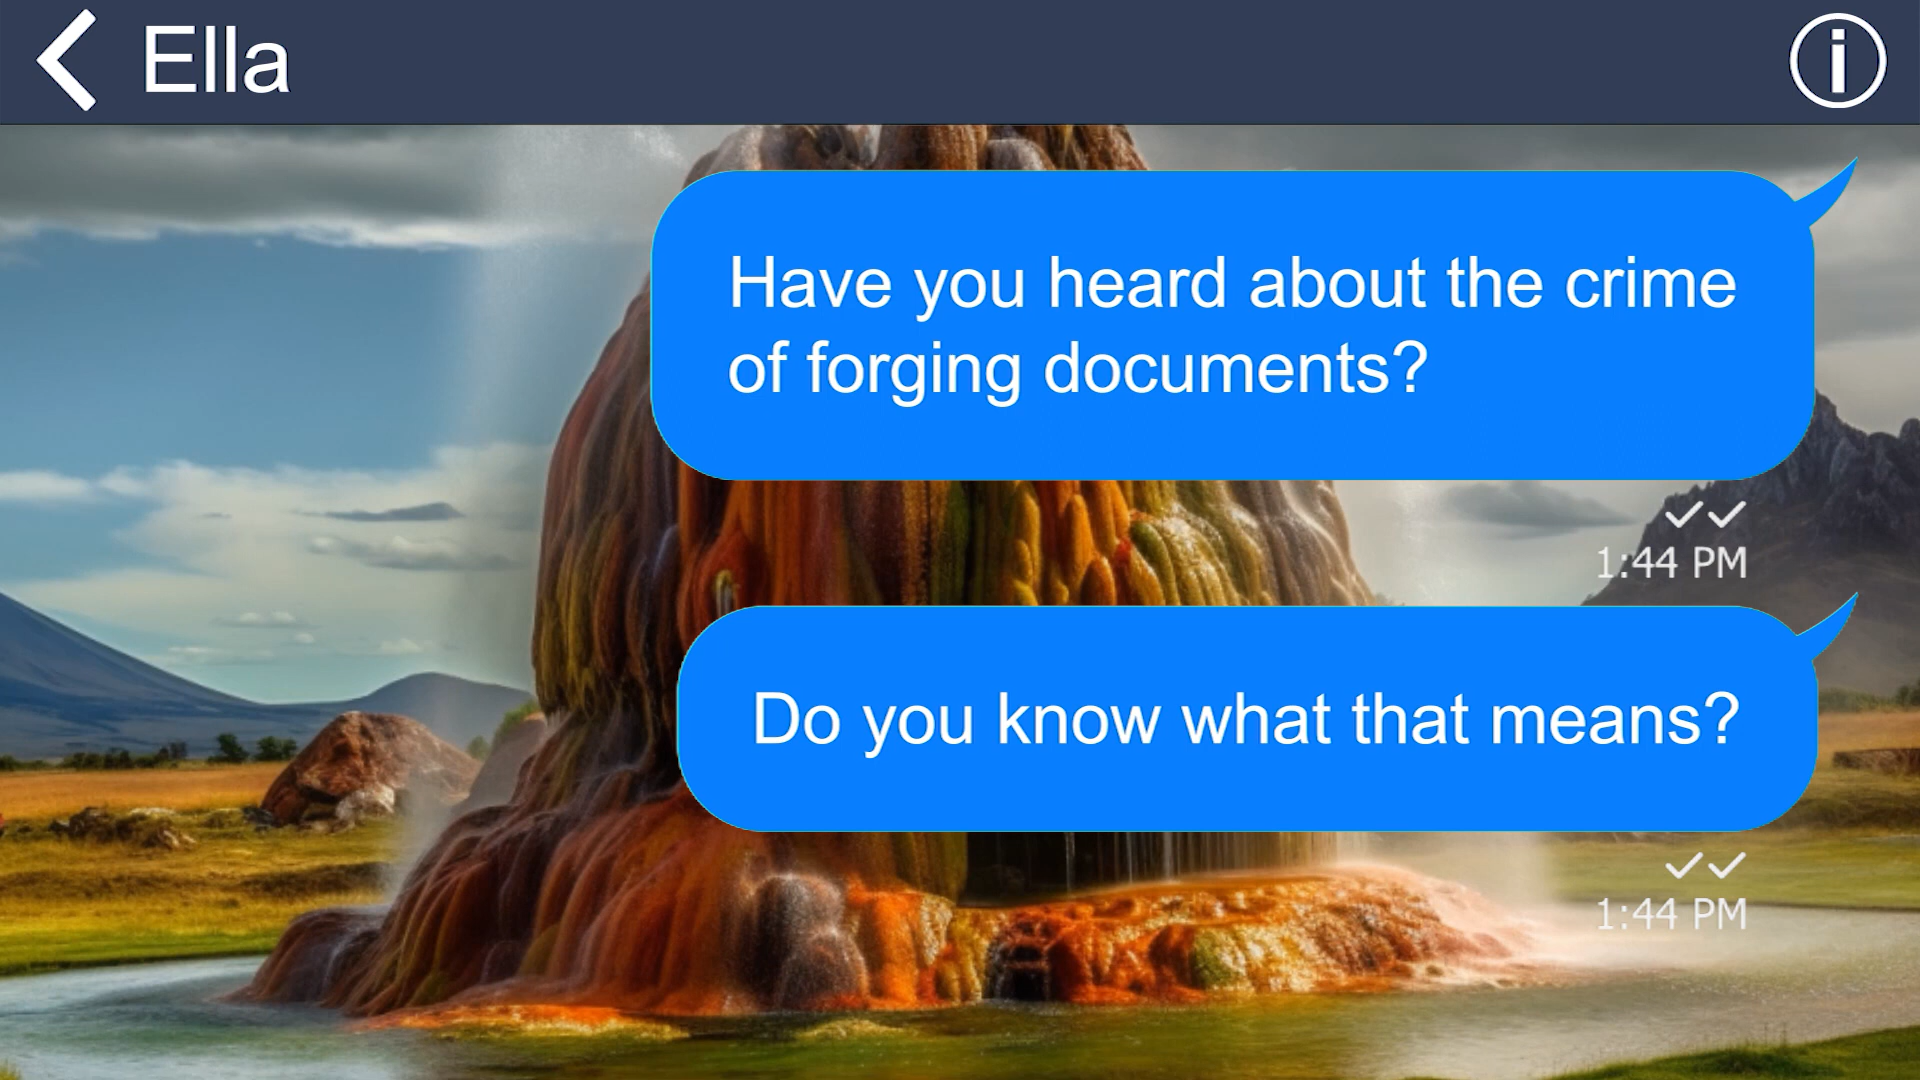 Ella
Have you heard about the crime
of forging documents?
1:44 PM
Do you know what that means?
1:44 PM